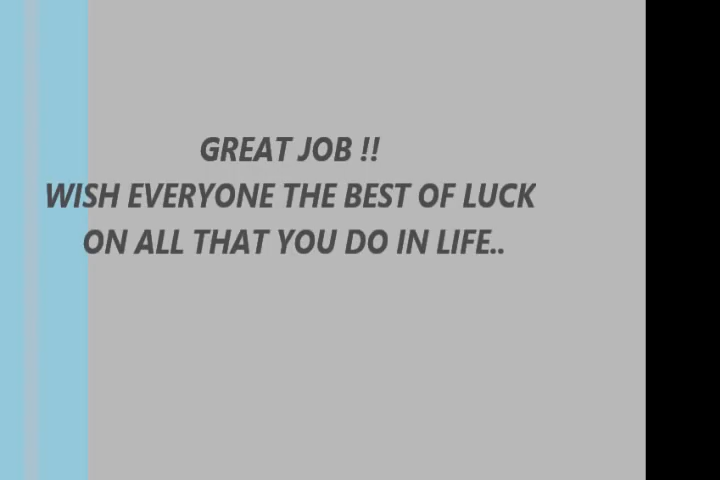 GREAT JOB !!
WISH EVERYONE THE BEST OF LUCK
ON ALL THAT YOU DO IN LIFE..